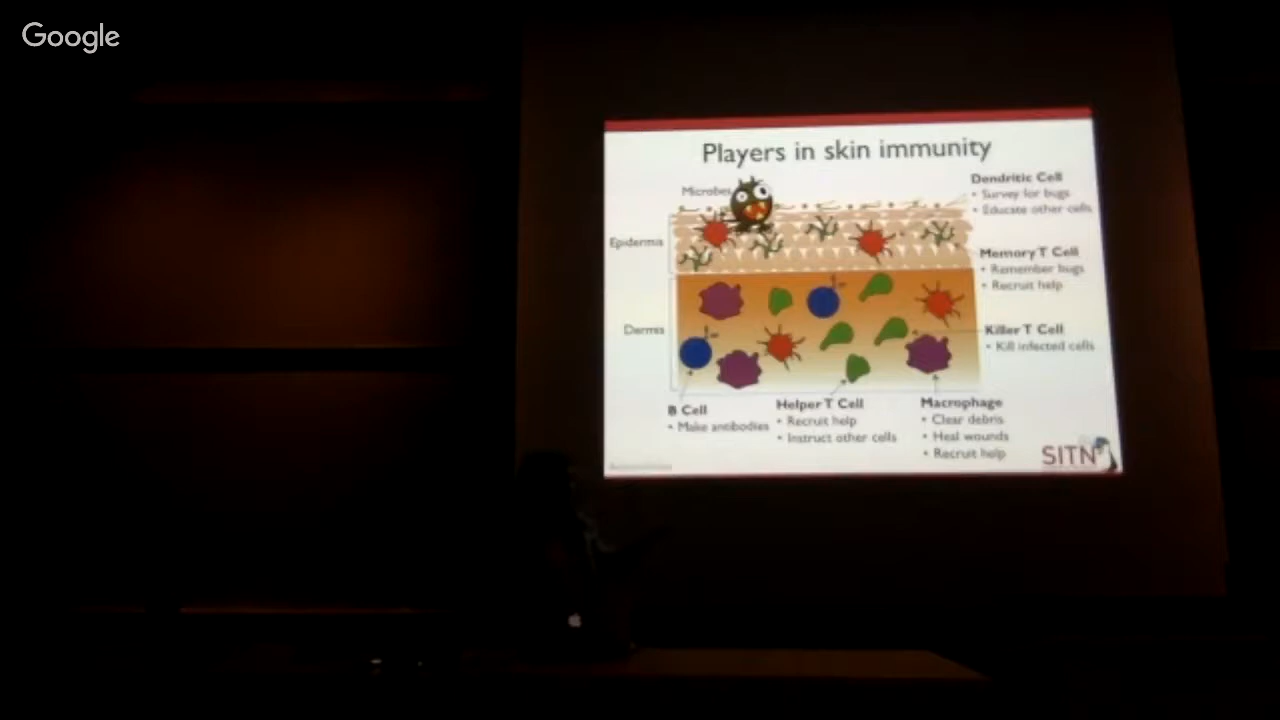 Google
Players in skin immunity
Microbes
Dendritic Cell
• Survey for bugs
• Educate other cells
Epidermis
Memory T Cell
• Remember bugs
• Recruit help
Dermis
Killer T Cell
• Kill infected cells
B Cell
• Make antibodies
Helper T Cell
• Recruit help
• Instruct other cells
Macrophage
• Clear debris
• Heal wounds
• Recruit help
SITN